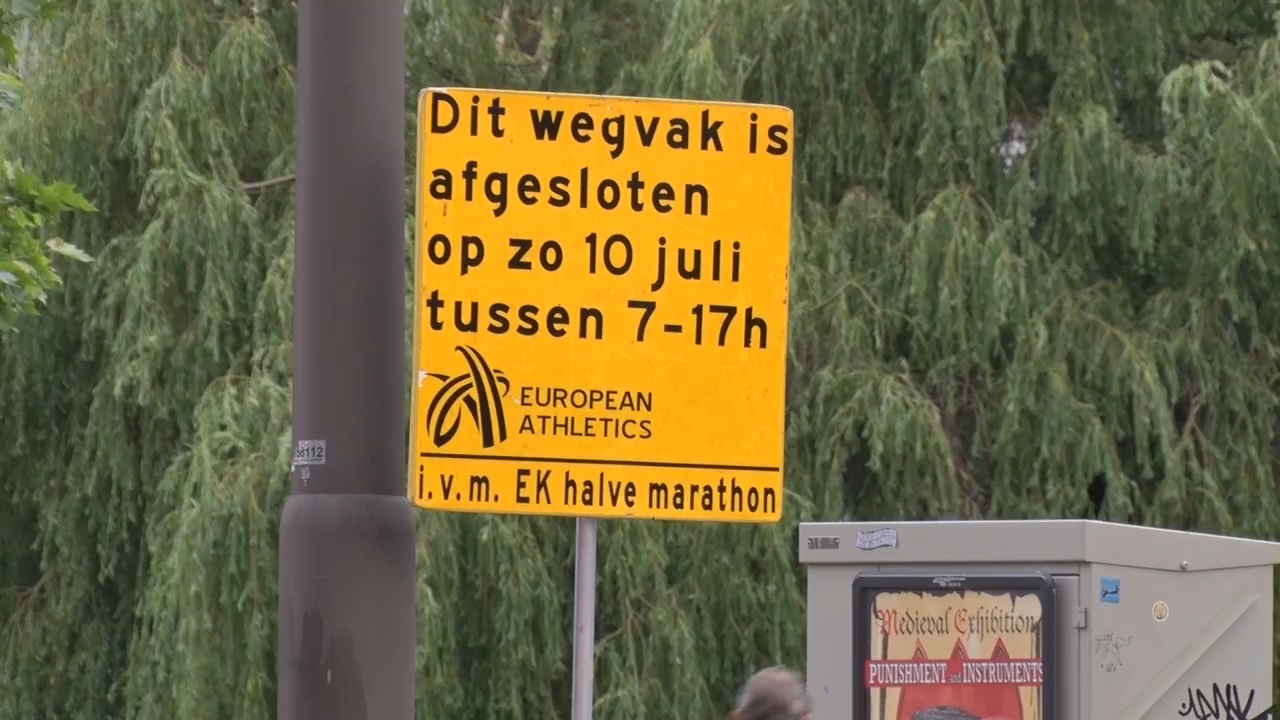 Dit wegvak is
afgesloten
op zo 10 juli
tussen 7-17h
EUROPEAN
ATHLETICS
i.v.m. EK halve marathon
Medieval Exhibition
PUNISHMENT and INSTRUMENTS